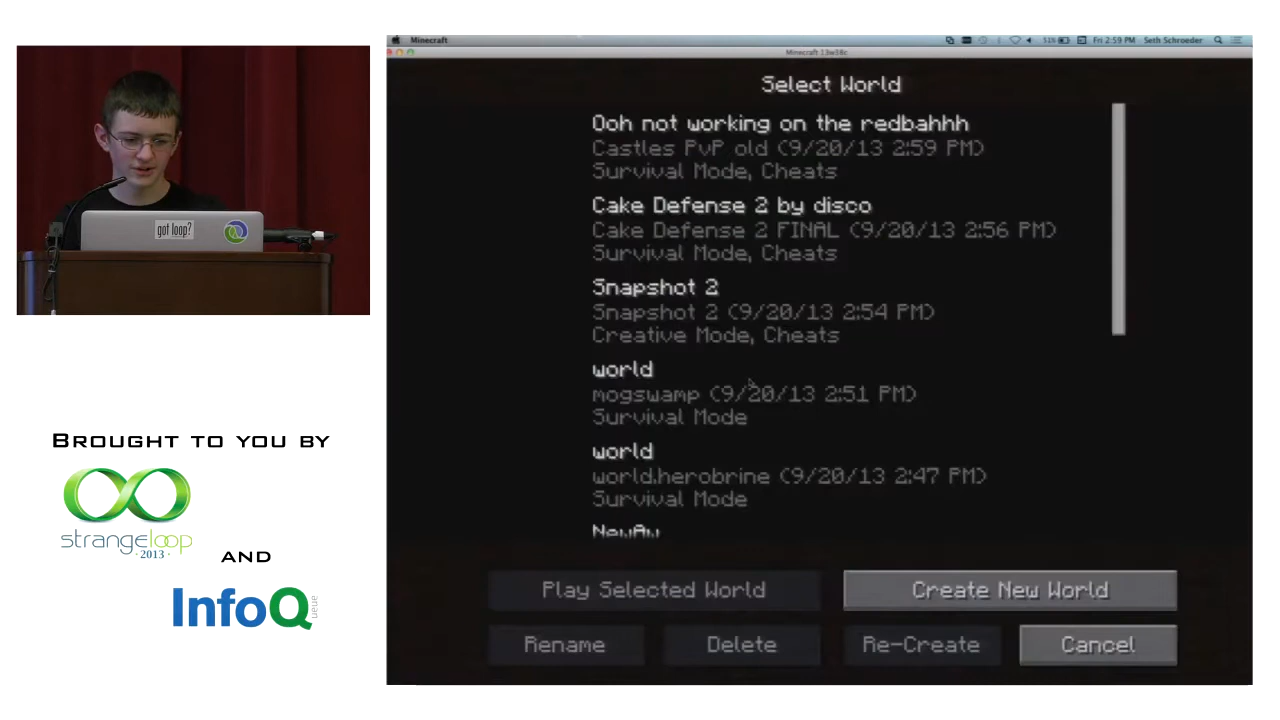 Minecraft
51% Fri 2:59 PM Seth Schroeder
Minecraft 13w38c
Select World
Ooh not working on the redbahhh
Castles PvP old (9/20/13 2:59 PM)
Survival Mode, Cheats
Cake Defense 2 by disco
Cake Defense 2 FINAL (9/20/13 2:56 PM)
Survival Mode, Cheats
Snapshot 2
Snapshot 2 (9/20/13 2:54 PM)
Creative Mode, Cheats
world
mogswamp (9/20/13 2:51 PM)
Survival Mode
world
world.herobrine (9/20/13 2:47 PM)
Survival Mode
Play Selected World
Create New World
Rename
Delete
Re-Create
Cancel
got loop?
BROUGHT TO YOU BY
strangeloop
·2013·
AND
InfoQ